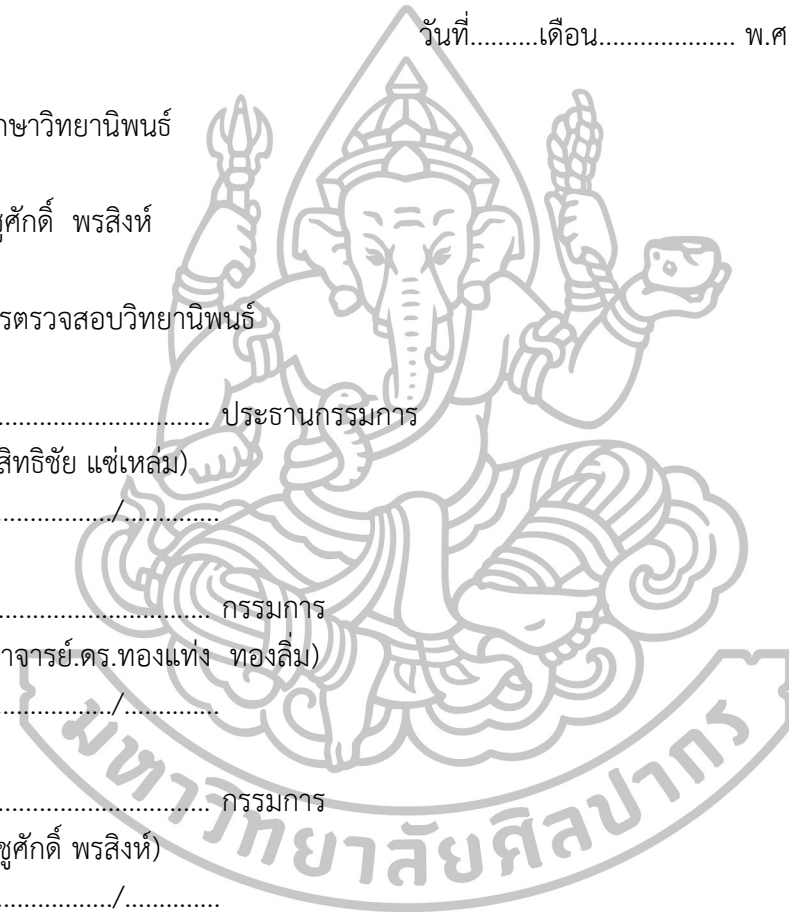 วันที่..........เดือน.................... พ.ศ
กษาวิทยานิพนธ์
ชูศักดิ์ พรสิงห์
รตรวจสอบวิทยานิพนธ์
............................... ประธานกรรมการ
สิทธิชัย แซ่เหล่ม)
................./..............
............................... กรรมการ
าจารย์.ดร.ทองแท่ง ทองลิ่ม)
................./..............
............................... กรรมการ
ชูศักดิ์ พรสิงห์)
................./..............
มหาวิทยาลัยศิลปากร